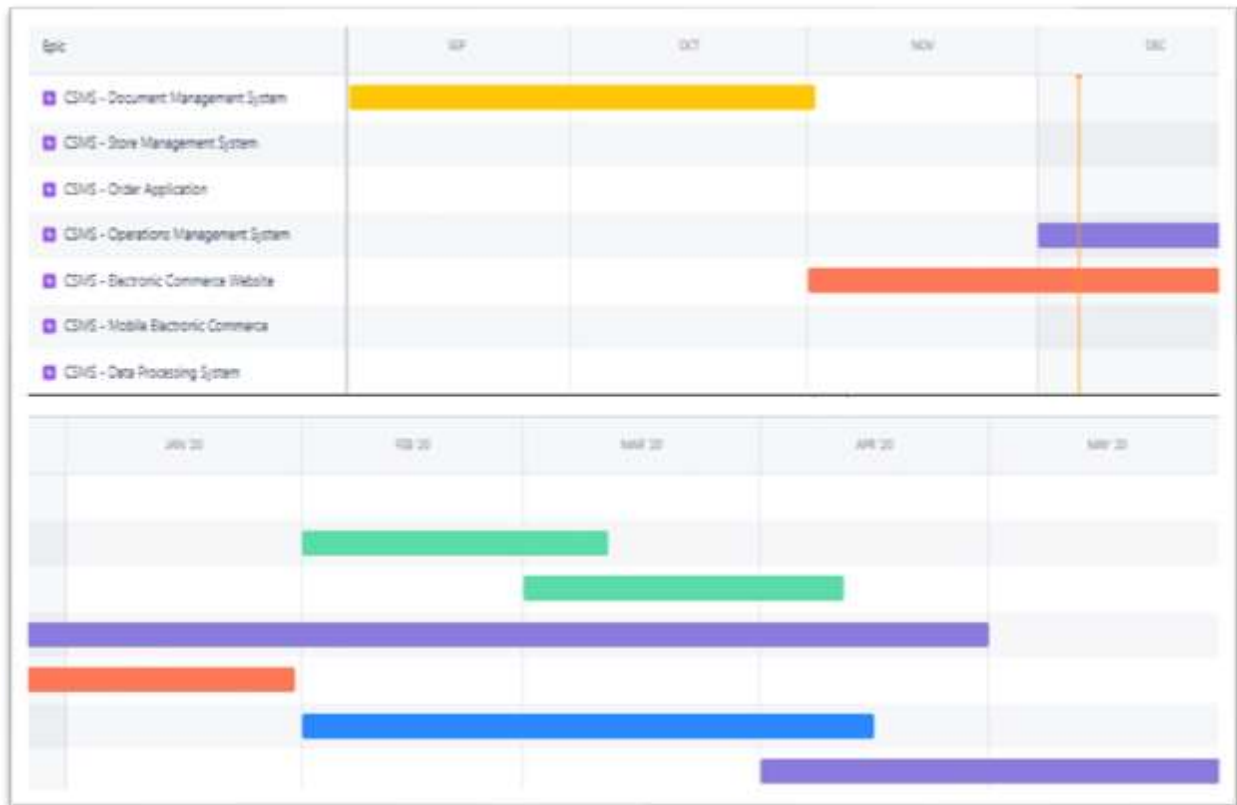 Epic SEP OCT NOV DEC
CSMS - Document Management System
CSMS - Store Management System
CSMS - Order Application
CSMS - Operations Management System
CSMS - Electronic Commerce Website
CSMS - Mobile Electronic Commerce
CSMS - Data Processing System
JAN '20 FEB '20 MAR '20 APR '20 MAY '20